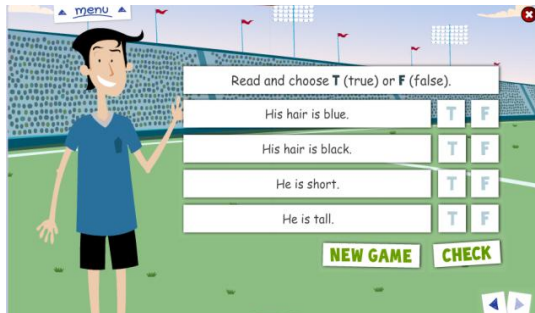 menu
Read and choose T (true) or F (false).
His hair is blue. T F
His hair is black. T F
He is short. T F
He is tall. T F
NEW GAME CHECK